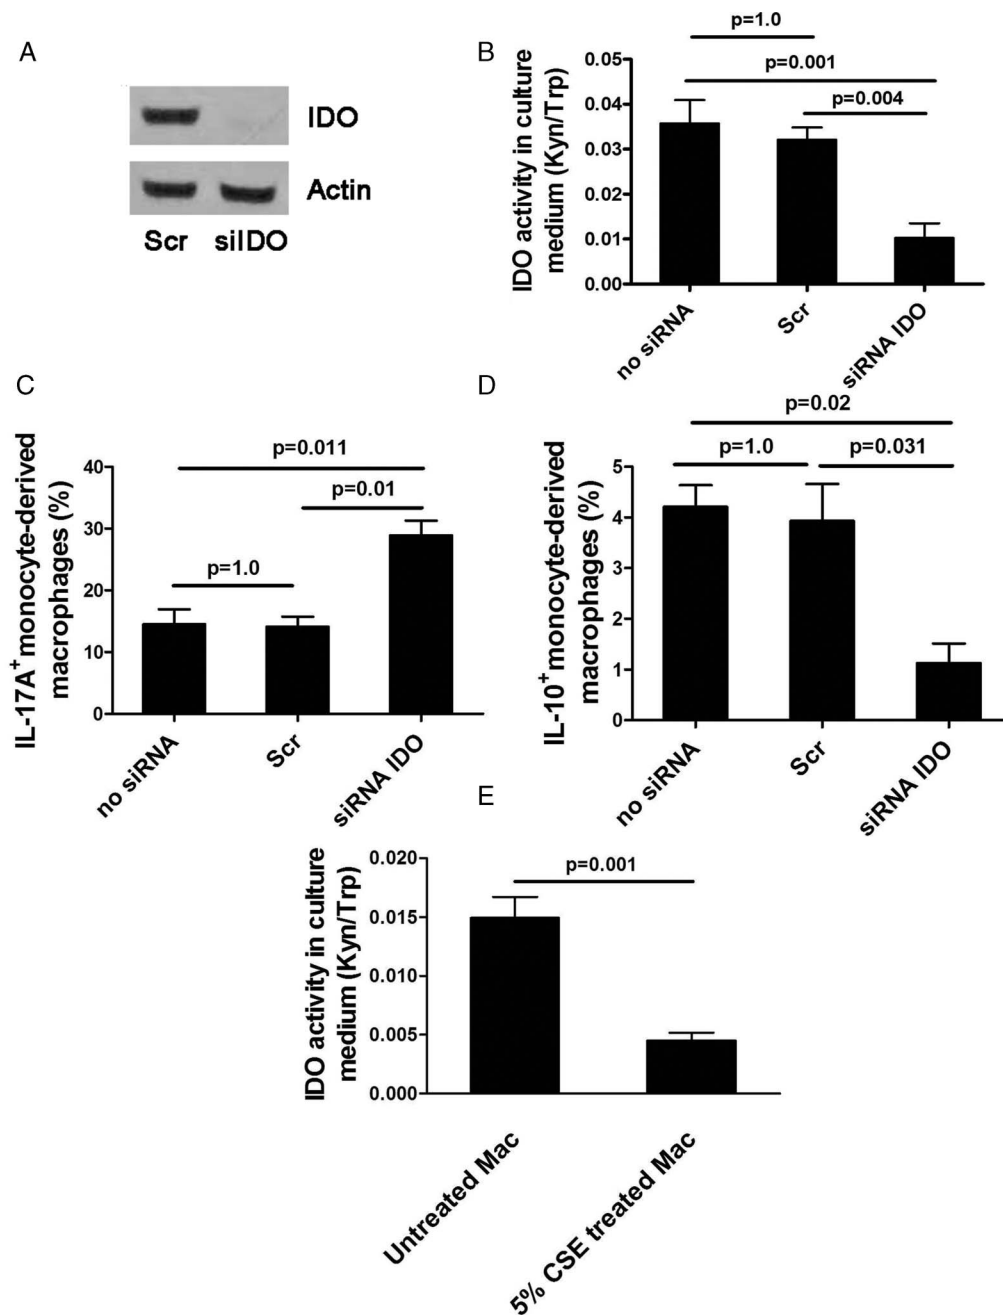 A
IDO
Actin
Scr siIDO
B
p=1.0
p=0.001
p=0.004
IDO activity in culture
medium (Kyn/Trp)
0.05
0.04
0.03
0.02
0.01
0.00
no siRNA
Scr
siRNA IDO
C
IL-17A+ monocyte-derived
macrophages (%)
p=0.011
p=0.01
p=1.0
40
30
20
10
0
no siRNA
Scr
siRNA IDO
D
IL-10+ monocyte-derived
macrophages (%)
p=0.02
p=1.0
p=0.031
5
4
3
2
1
0
no siRNA
Scr
siRNA IDO
E
IDO activity in culture
medium (Kyn/Trp)
p=0.001
0.020
0.015
0.010
0.005
0.000
Untreated Mac
5% CSE treated Mac